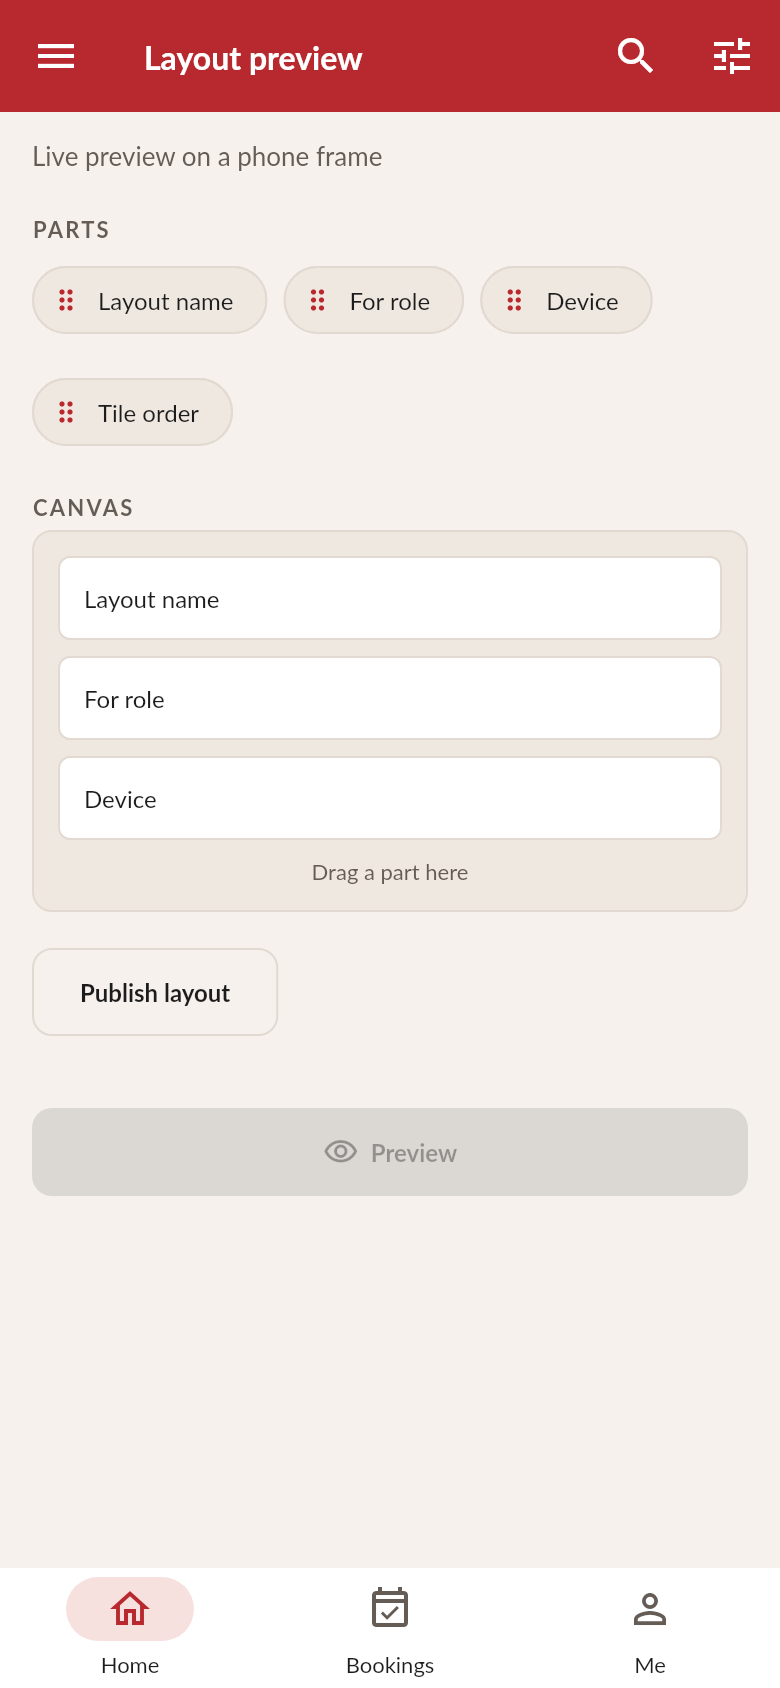 Layout preview
Live preview on a phone frame
PARTS
Layout name
For role
Device
Tile order
CANVAS
Layout name
For role
Device
Drag a part here
Publish layout
Preview
Home
Bookings
Me